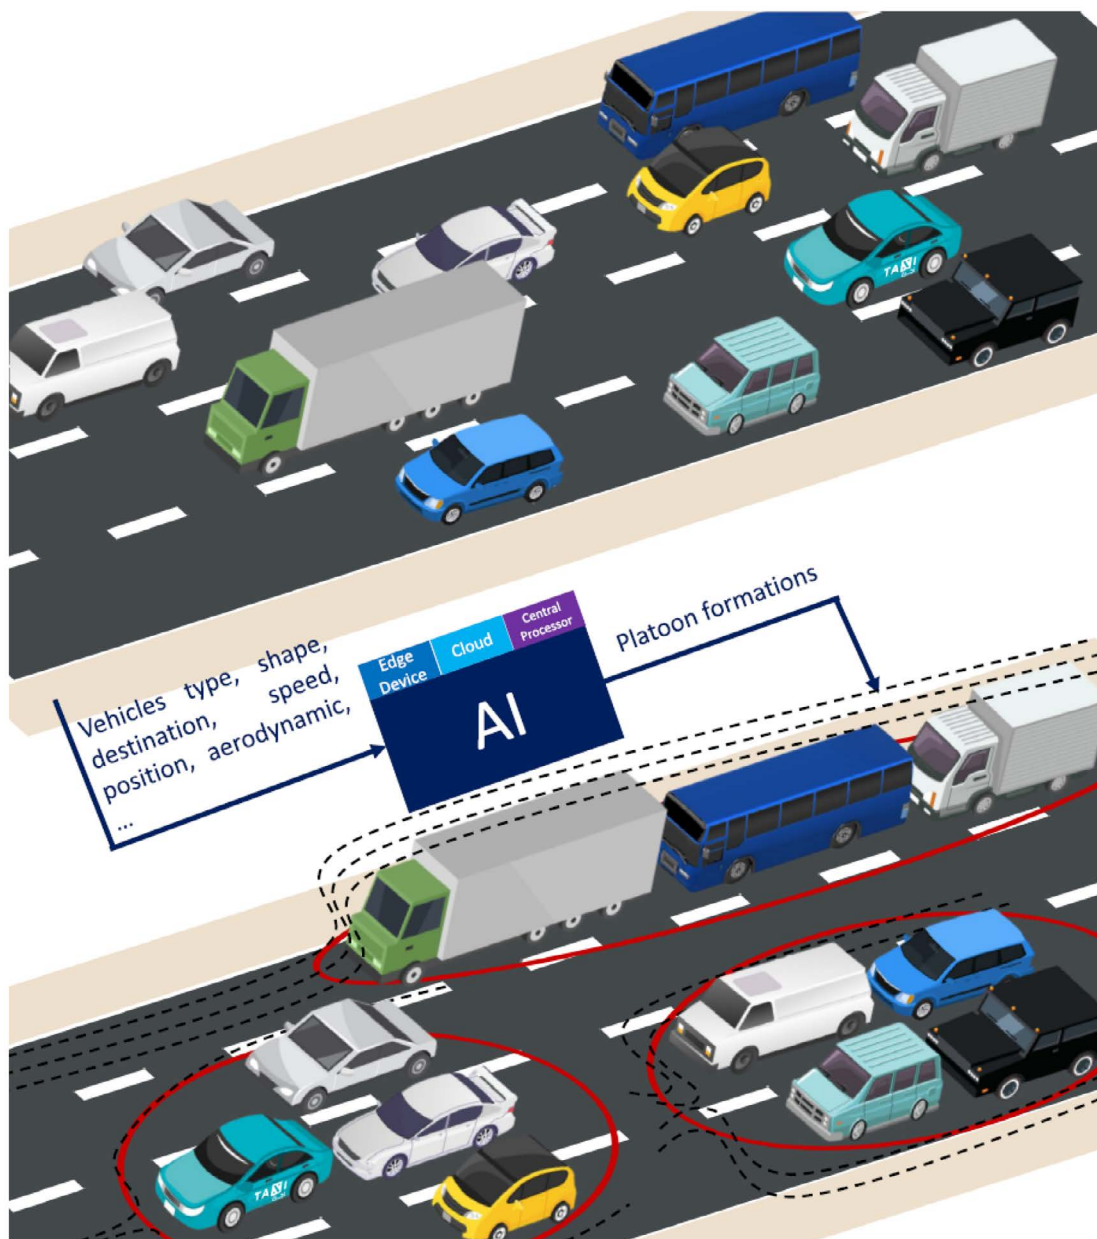 TAXI
Vehicles type, shape,
destination, speed,
position, aerodynamic,
...
Edge
Device
Cloud
Central
Processor
AI
Platoon formations
TAXI